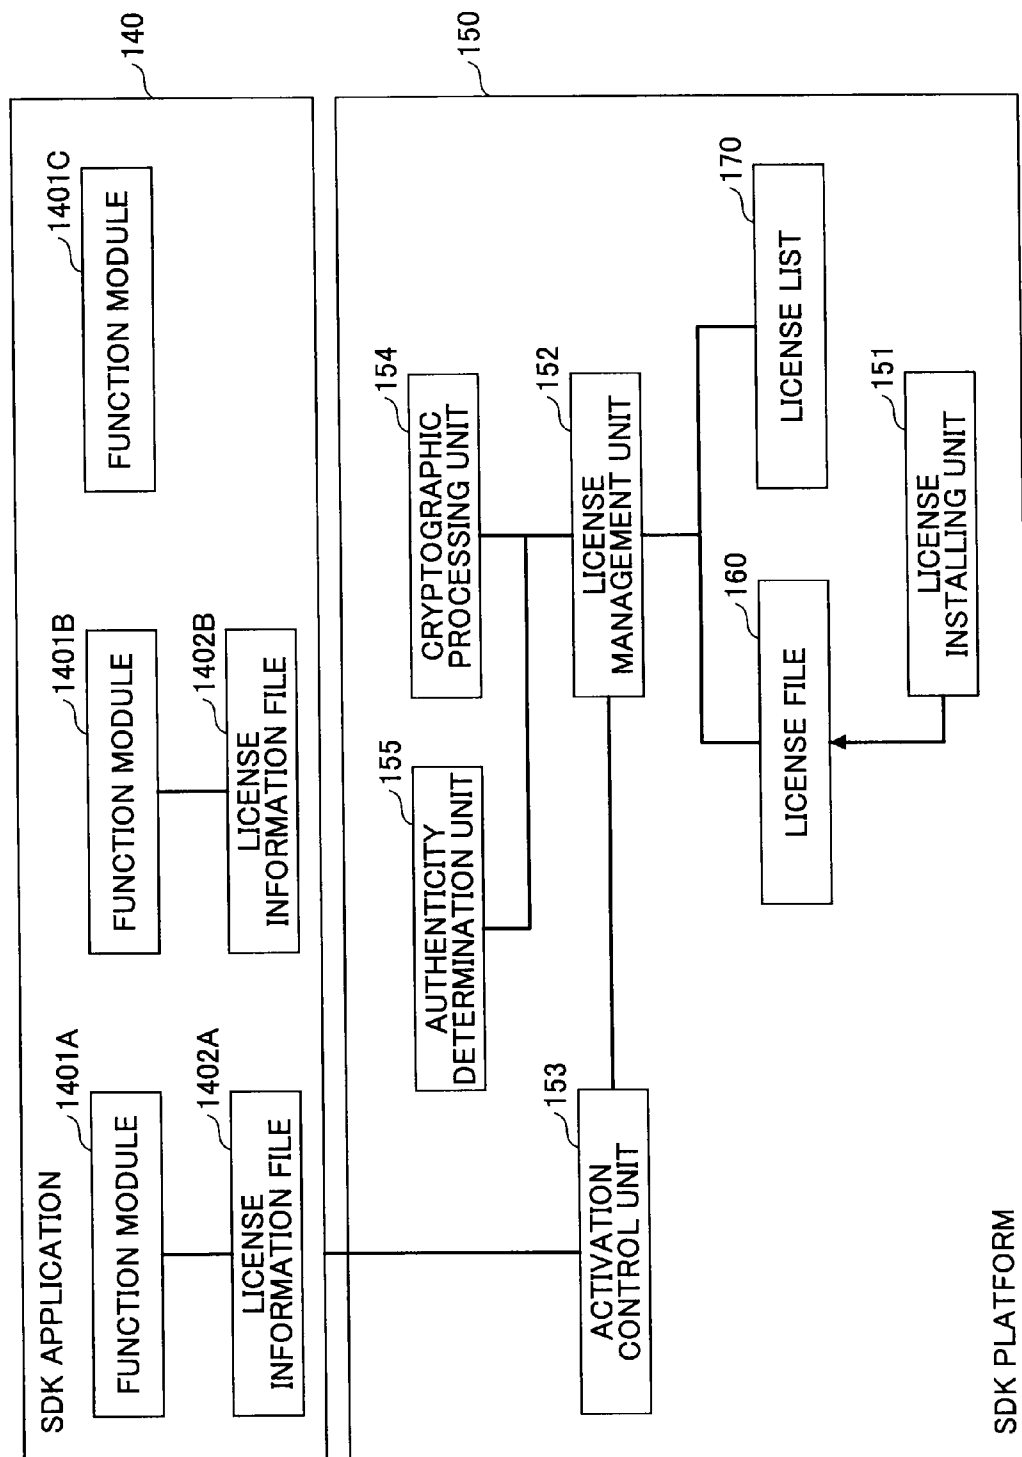 140
SDK APPLICATION
1401A
FUNCTION MODULE
1402A
LICENSE
INFORMATION FILE
1401B
FUNCTION MODULE
1402B
LICENSE
INFORMATION FILE
1401C
FUNCTION MODULE
150
155
AUTHENTICITY
DETERMINATION UNIT
154
CRYPTOGRAPHIC
PROCESSING UNIT
153
ACTIVATION
CONTROL UNIT
152
LICENSE
MANAGEMENT UNIT
160
LICENSE FILE
170
LICENSE LIST
151
LICENSE
INSTALLING UNIT
SDK PLATFORM